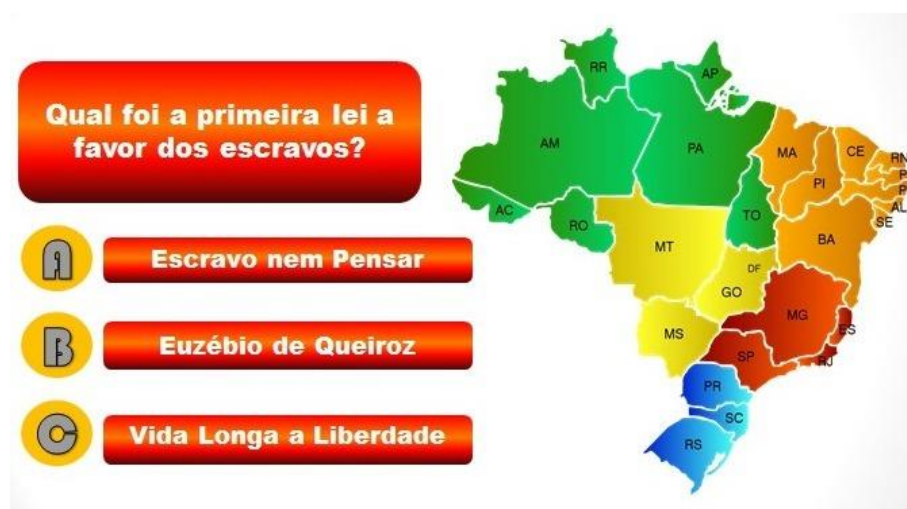 Qual foi a primeira lei a
favor dos escravos?
A
Escravo nem Pensar
B
Euzébio de Queiroz
C
Vida Longa a Liberdade
RR
AP
AM
PA
MA
CE
RN
P
PI
P
AL
AC
TO
SE
RO
BA
MT
DF
GO
MG
MS
ES
SP
RJ
PR
SC
RS